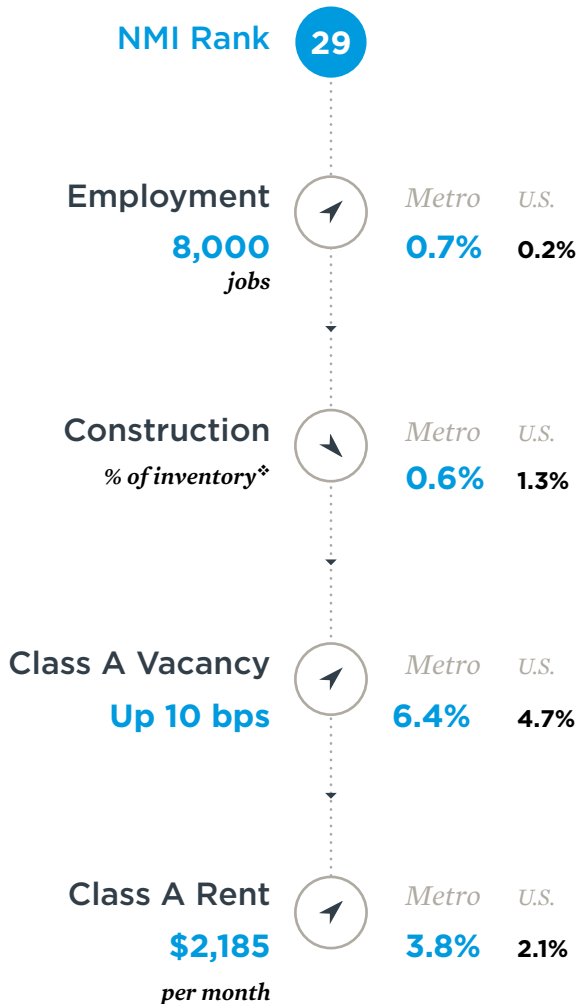 NMI Rank 29
Employment Metro U.S.
8,000 0.7% 0.2%
jobs
Construction Metro U.S.
% of inventory❖ 0.6% 1.3%
Class A Vacancy Metro U.S.
Up 10 bps 6.4% 4.7%
Class A Rent Metro U.S.
$2,185 3.8% 2.1%
per month